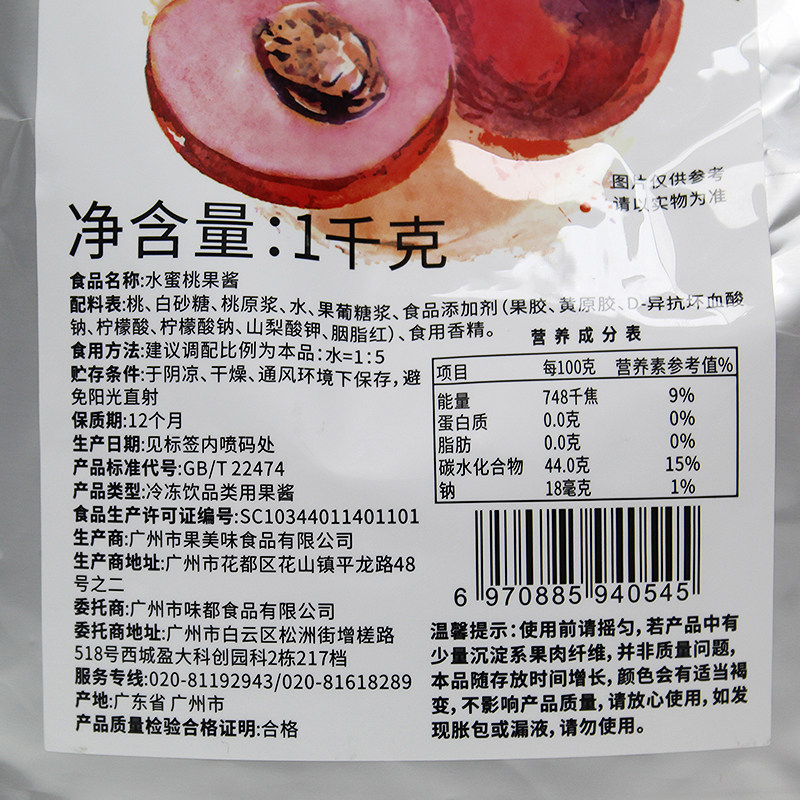 图片仅供参考
请以实物为准
净含量:1千克
食品名称:水蜜桃果酱
配料表:桃、白砂糖、桃原浆、水、果葡糖浆、食品添加剂(果胶、黄原胶、D-异抗坏血酸
钠、柠檬酸、柠檬酸钠、山梨酸钾、胭脂红)、食用香精。
食用方法:建议调配比例为本品:水=1:5
贮存条件:于阴凉、干燥、通风环境下保存,避
免阳光直射
保质期:12个月
生产日期:见标签内喷码处
产品标准代号:GB/T 22474
产品类型:冷冻饮品类用果酱
食品生产许可证编号:SC10344011401101
生产商:广州市果美味食品有限公司
生产商地址:广州市花都区花山镇平龙路48
号之二
委托商:广州市味都食品有限公司
委托商地址:广州市白云区松洲街增槎路
518号西城盈大科创园科2栋217档
服务专线:020-81192943/020-81618289
产地:广东省 广州市
产品质量检验合格证明:合格
营养成分表
项目 每100克 营养素参考值%
能量 748千焦 9%
蛋白质 0.0克 0%
脂肪 0.0克 0%
碳水化合物 44.0克 15%
钠 18毫克 1%
6 970885 940545
温馨提示:使用前请摇匀,若产品中有
少量沉淀系果肉纤维,并非质量问题,
本品随存放时间增长,颜色会有适当褐
变,不影响产品质量,请放心使用,如发
现胀包或漏液,请勿使用。